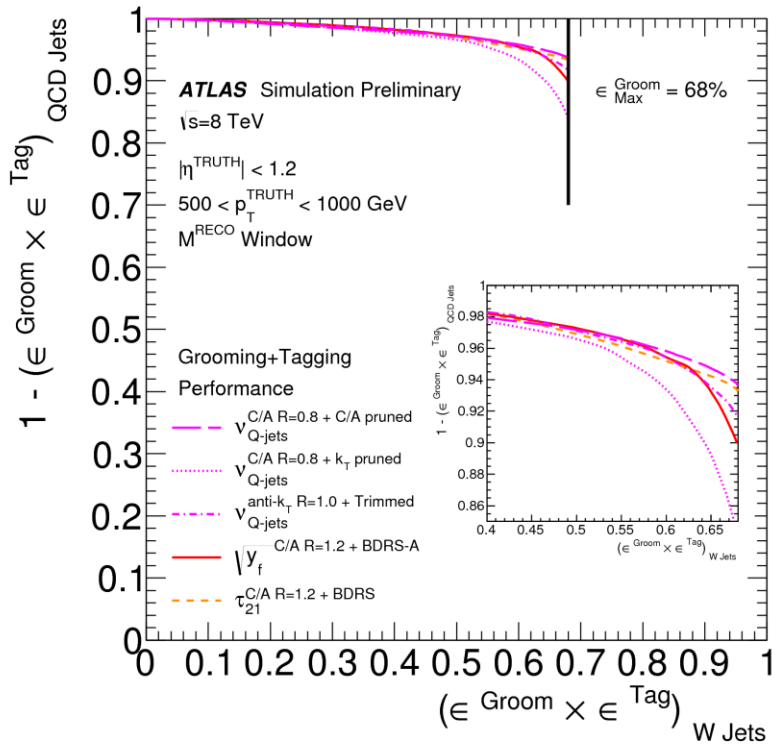 1 - (∈ Groom × ∈ Tag) QCD Jets
1
0.9
0.8
0.7
0.6
0.5
0.4
0.3
0.2
0.1
0
ATLAS Simulation Preliminary
√s=8 TeV
|η^TRUTH| < 1.2
500 < p_T^TRUTH < 1000 GeV
M^RECO Window
∈ Groom Max = 68%
Grooming+Tagging
Performance
ν Q-jets C/A R=0.8 + C/A pruned
ν Q-jets C/A R=0.8 + k_T pruned
ν Q-jets anti-k_T R=1.0 + Trimmed
√y_f C/A R=1.2 + BDRS-A
τ_21 C/A R=1.2 + BDRS
1 - (∈ Groom × ∈ Tag) QCD Jets
1
0.98
0.96
0.94
0.92
0.9
0.88
0.86
0.4 0.45 0.5 0.55 0.6 0.65
(∈ Groom × ∈ Tag) W Jets
0 0.1 0.2 0.3 0.4 0.5 0.6 0.7 0.8 0.9 1
(∈ Groom × ∈ Tag) W Jets